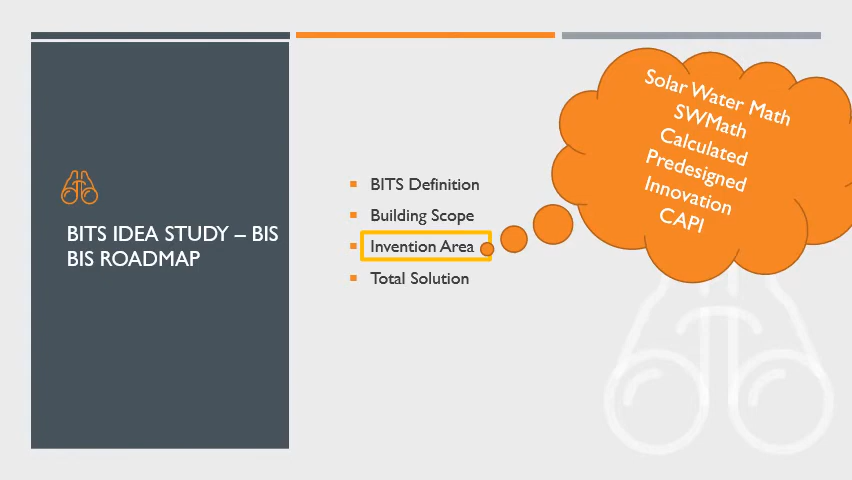 BITS IDEA STUDY – BIS
BIS ROADMAP
BITS Definition
Building Scope
Invention Area
Total Solution
Solar Water Math
SWMath
Calculated
Predesigned
Innovation
CAPI